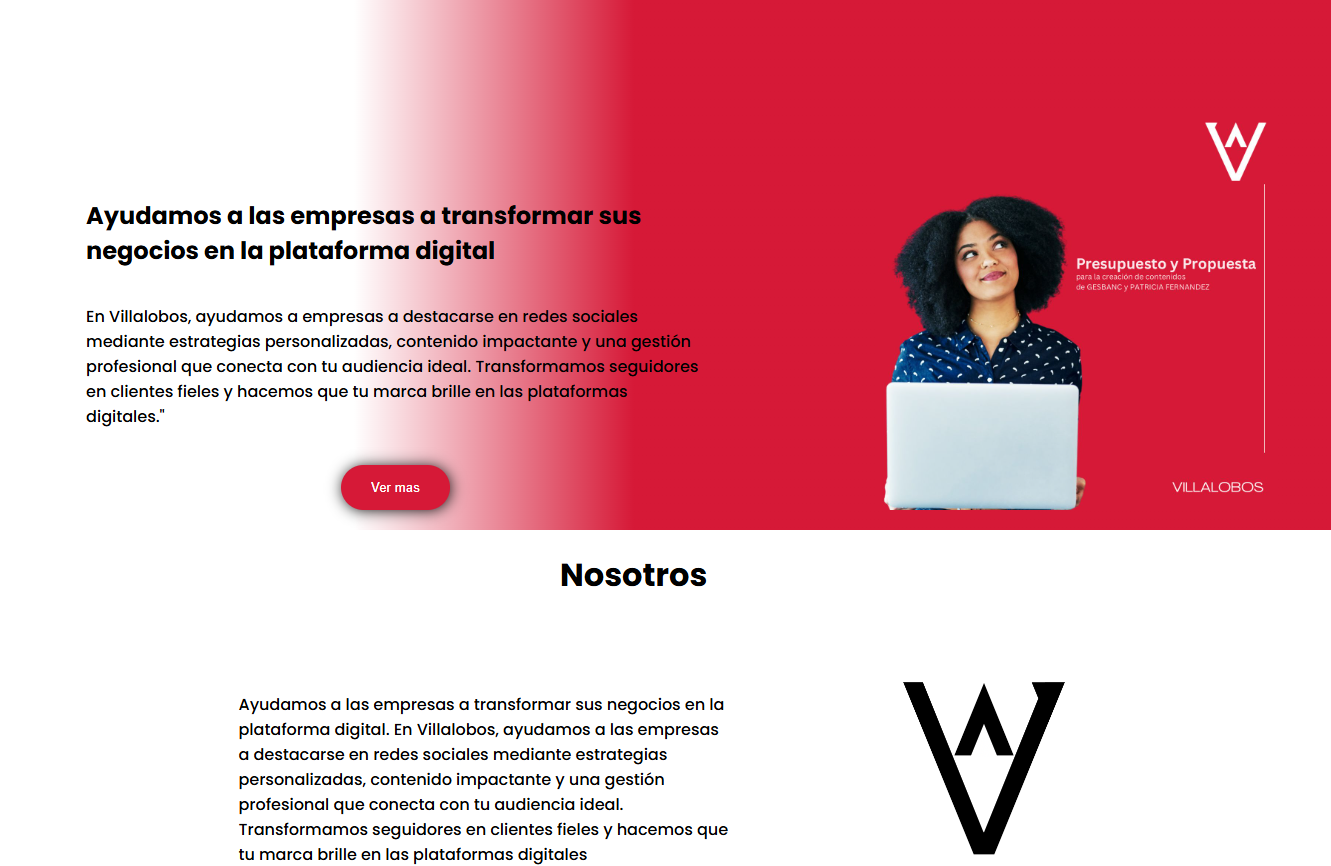 Ayudamos a las empresas a transformar sus
negocios en la plataforma digital
En Villalobos, ayudamos a empresas a destacarse en redes sociales
mediante estrategias personalizadas, contenido impactante y una gestión
profesional que conecta con tu audiencia ideal. Transformamos seguidores
en clientes fieles y hacemos que tu marca brille en las plataformas
digitales."
Ver mas
Presupuesto y Propuesta
para la creación de contenidos
de GESBANC y PATRICIA FERNANDEZ
VILLALOBOS
Nosotros
Ayudamos a las empresas a transformar sus negocios en la
plataforma digital. En Villalobos, ayudamos a las empresas
a destacarse en redes sociales mediante estrategias
personalizadas, contenido impactante y una gestión
profesional que conecta con tu audiencia ideal.
Transformamos seguidores en clientes fieles y hacemos que
tu marca brille en las plataformas digitales